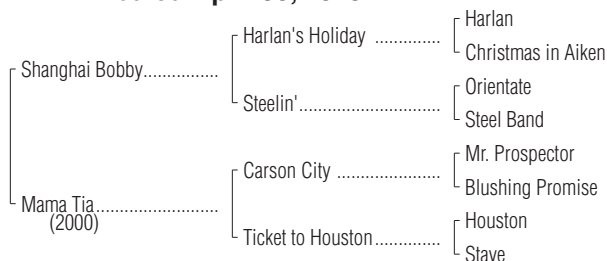 Harlan
Harlan's Holiday ..............
Christmas in Aiken
Shanghai Bobby................
Orientate
Steelin'.............................
Steel Band
Mr. Prospector
Carson City .....................
Blushing Promise
Mama Tia........................
(2000)
Houston
Ticket to Houston...............
Stave